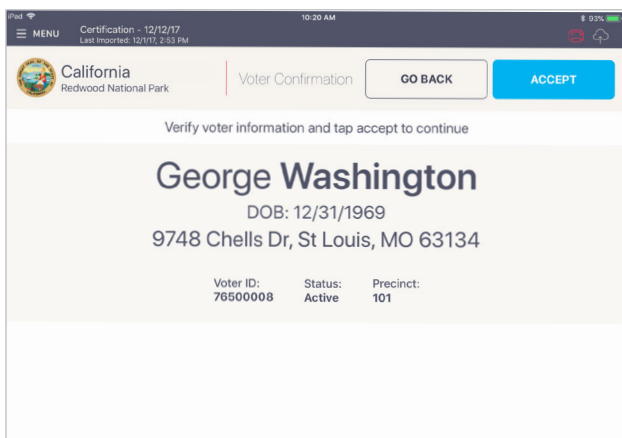 iPad 10:20 AM 93%
MENU Certification - 12/12/17
Last Imported: 12/1/17, 2:53 PM
California
Redwood National Park
Voter Confirmation GO BACK ACCEPT
Verify voter information and tap accept to continue
George Washington
DOB: 12/31/1969
9748 Chells Dr, St Louis, MO 63134
Voter ID: Status: Precinct:
76500008 Active 101